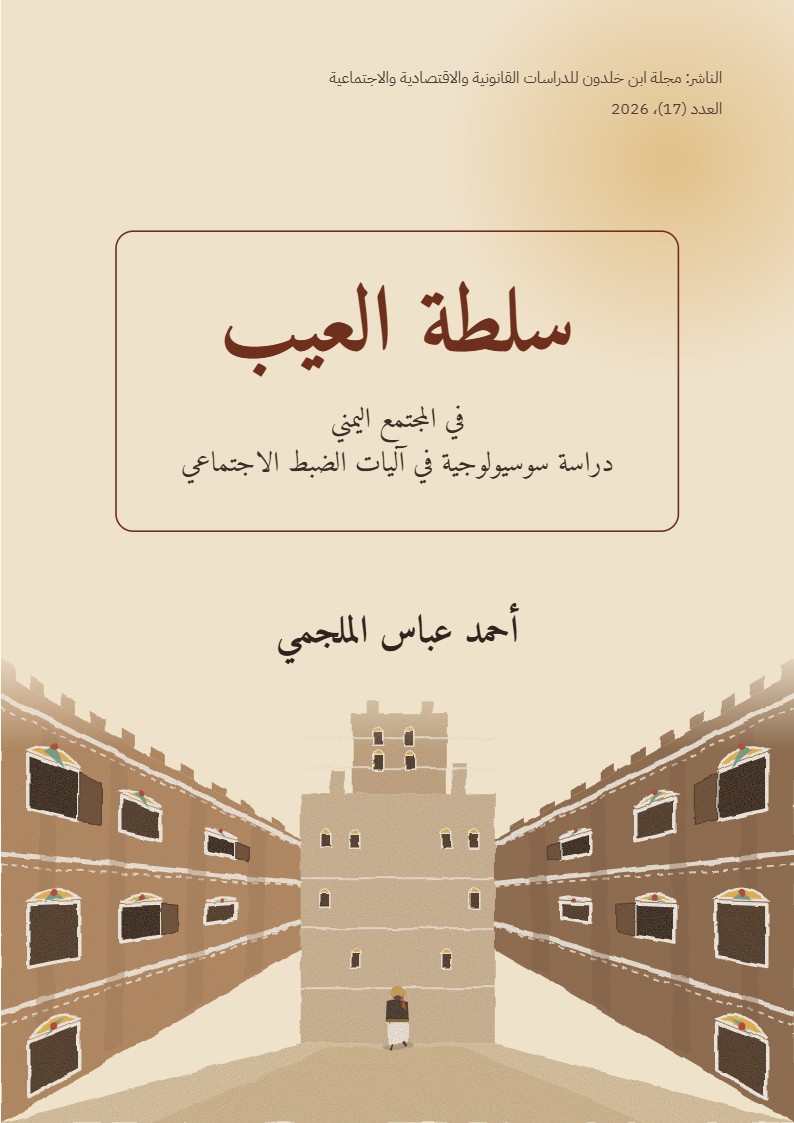 الناشر: مجلة ابن خلدون للدراسات القانونية والاقتصادية والاجتماعية
العدد (17)، 2026
سلطة العيب
في المجتمع اليمني
دراسة سوسيولوجية في آليات الضبط الاجتماعي
أحمد عباس الملجمي